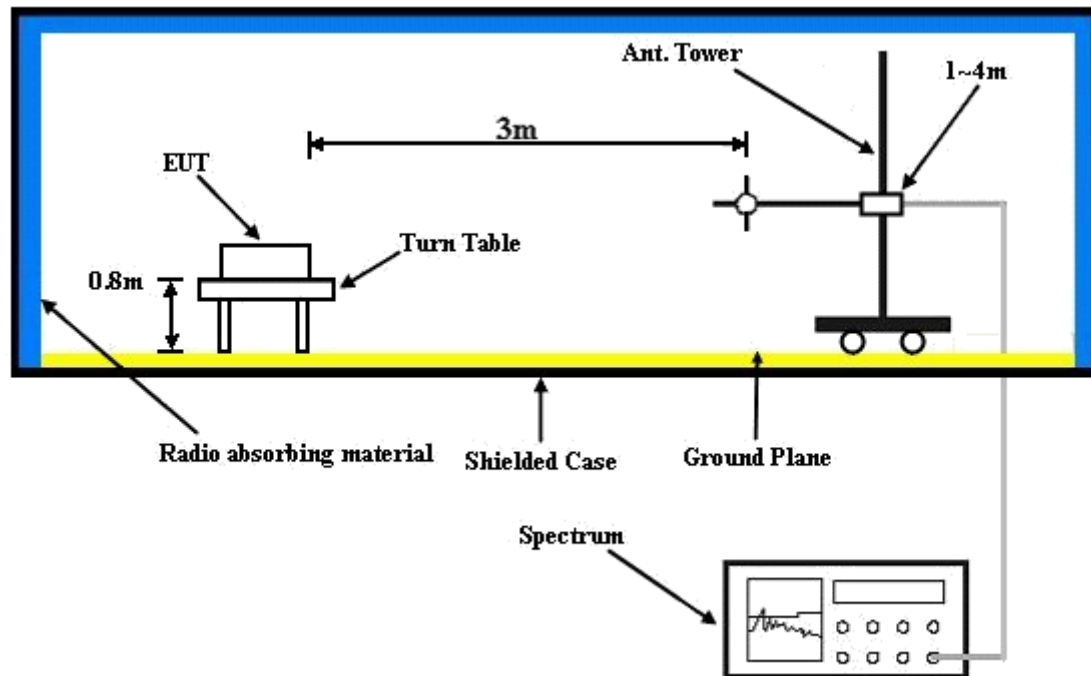 Ant. Tower
1~4m
3m
EUT
Turn Table
0.8m
Radio absorbing material
Shielded Case
Ground Plane
Spectrum